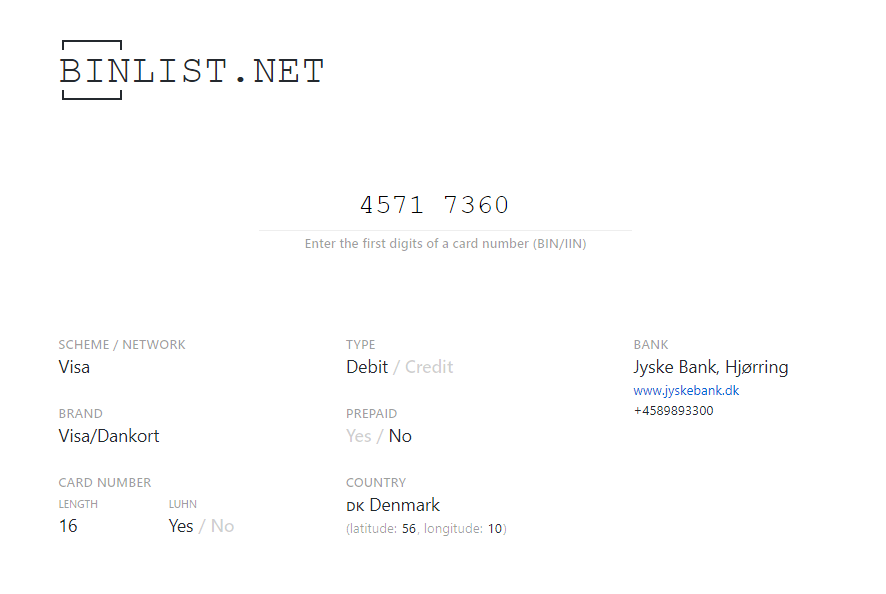 BINLIST.NET
4571 7360
Enter the first digits of a card number (BIN/IIN)
SCHEME / NETWORK
Visa
BRAND
Visa/Dankort
CARD NUMBER
LENGTH LUHN
16 Yes / No
TYPE
Debit / Credit
PREPAID
Yes / No
COUNTRY
DK Denmark
(latitude: 56, longitude: 10)
BANK
Jyske Bank, Hjørring
www.jyskebank.dk
+4589893300